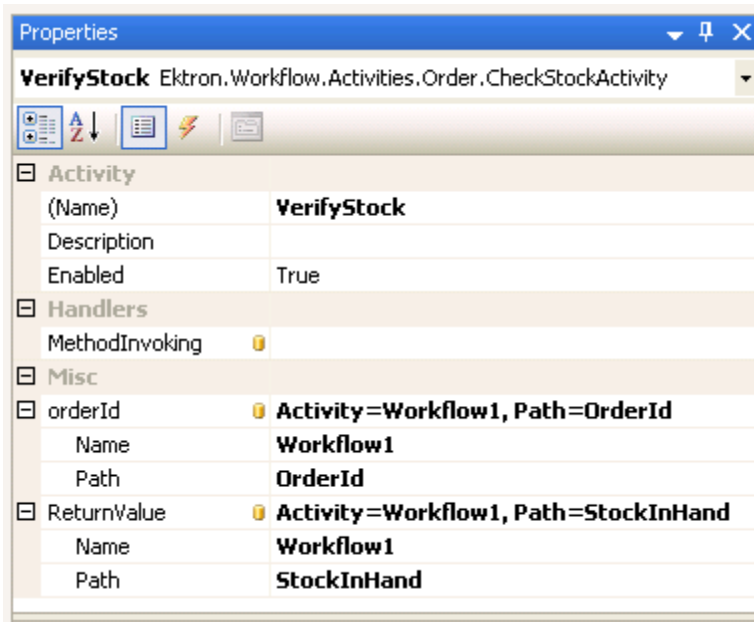 Properties
VerifyStock Ektron.Workflow.Activities.Order.CheckStockActivity
A Z
Activity
(Name) VerifyStock
Description
Enabled True
Handlers
MethodInvoking
Misc
orderId Activity=Workflow1, Path=OrderId
Name Workflow1
Path OrderId
ReturnValue Activity=Workflow1, Path=StockInHand
Name Workflow1
Path StockInHand